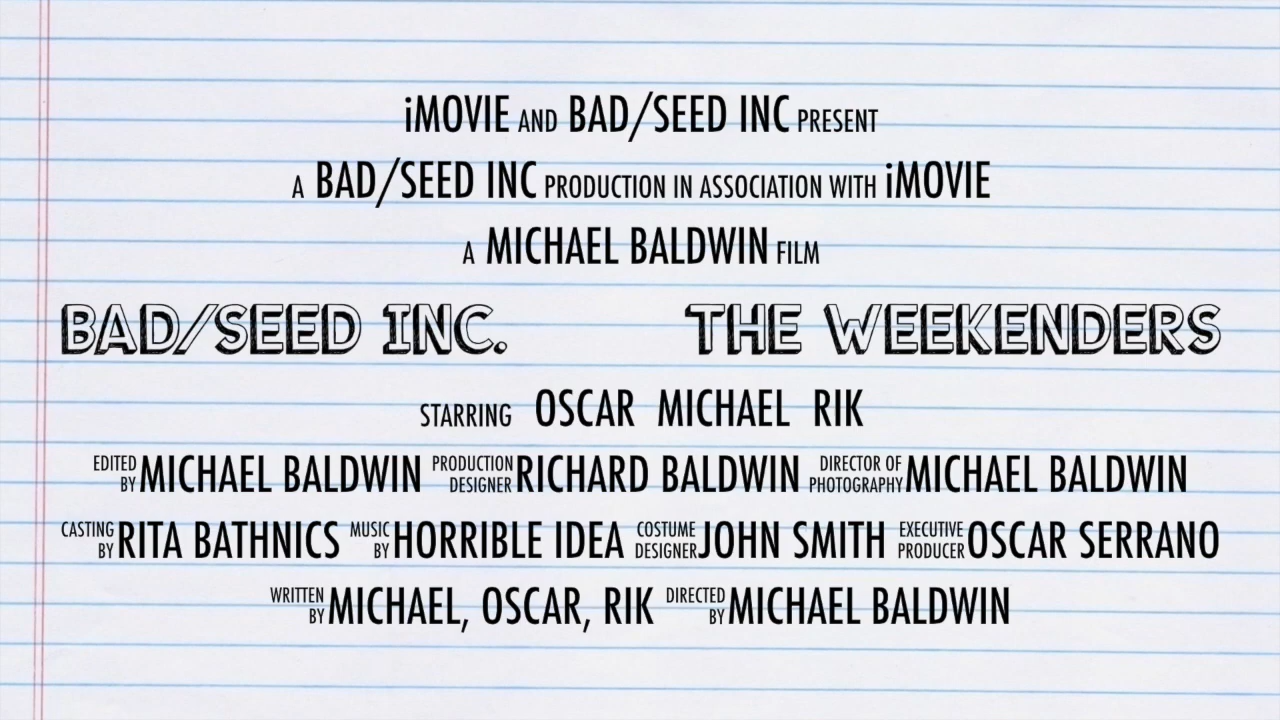 iMOVIE AND BAD/SEED INC PRESENT
A BAD/SEED INC PRODUCTION IN ASSOCIATION WITH iMOVIE
A MICHAEL BALDWIN FILM
BAD/SEED INC. THE WEEKENDERS
STARRING OSCAR MICHAEL RIK
EDITED BY MICHAEL BALDWIN PRODUCTION DESIGNER RICHARD BALDWIN DIRECTOR OF PHOTOGRAPHY MICHAEL BALDWIN
CASTING BY RITA BATHNICS MUSIC BY HORRIBLE IDEA COSTUME DESIGNER JOHN SMITH EXECUTIVE PRODUCER OSCAR SERRANO
WRITTEN BY MICHAEL, OSCAR, RIK DIRECTED BY MICHAEL BALDWIN